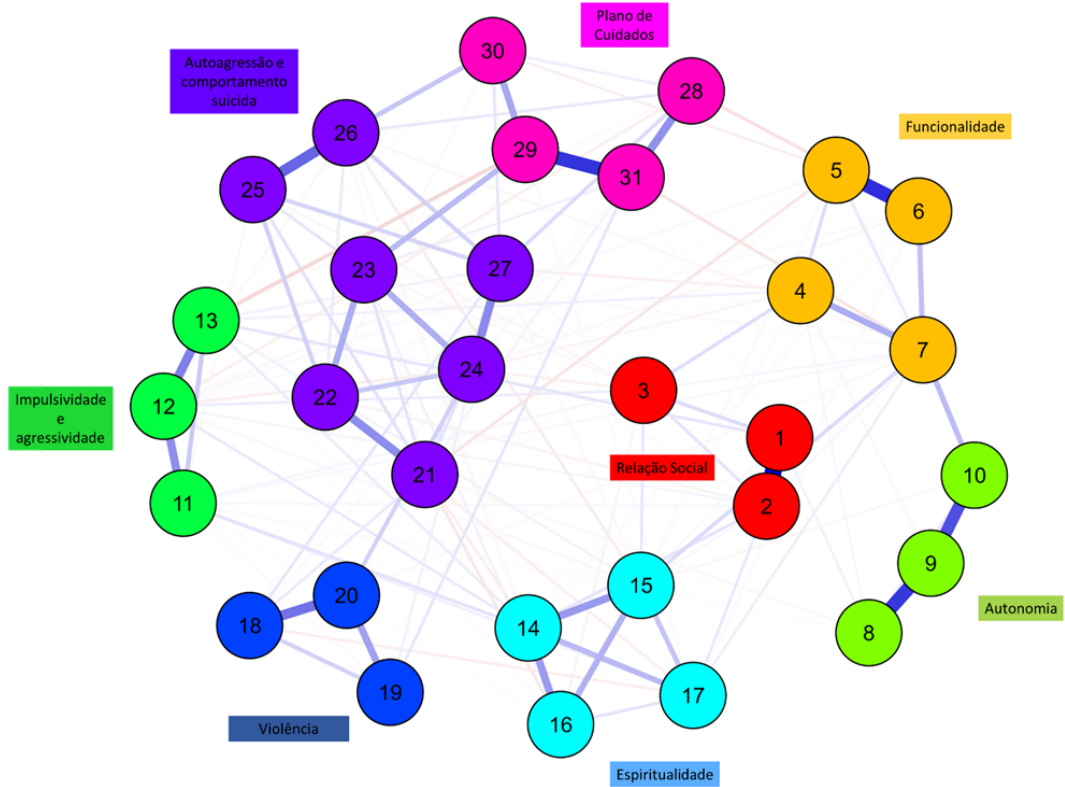 Plano de
Cuidados
30
Autoagressão e
comportamento
suicida
28
Funcionalidade
26
29
5
31
25
6
23
27
4
13
7
24
3
22
12
Impulsividade
e
agressividade
1
Relação Social
21
10
2
11
9
15
20
Autonomia
18
14
8
19
17
16
Violência
Espiritualidade